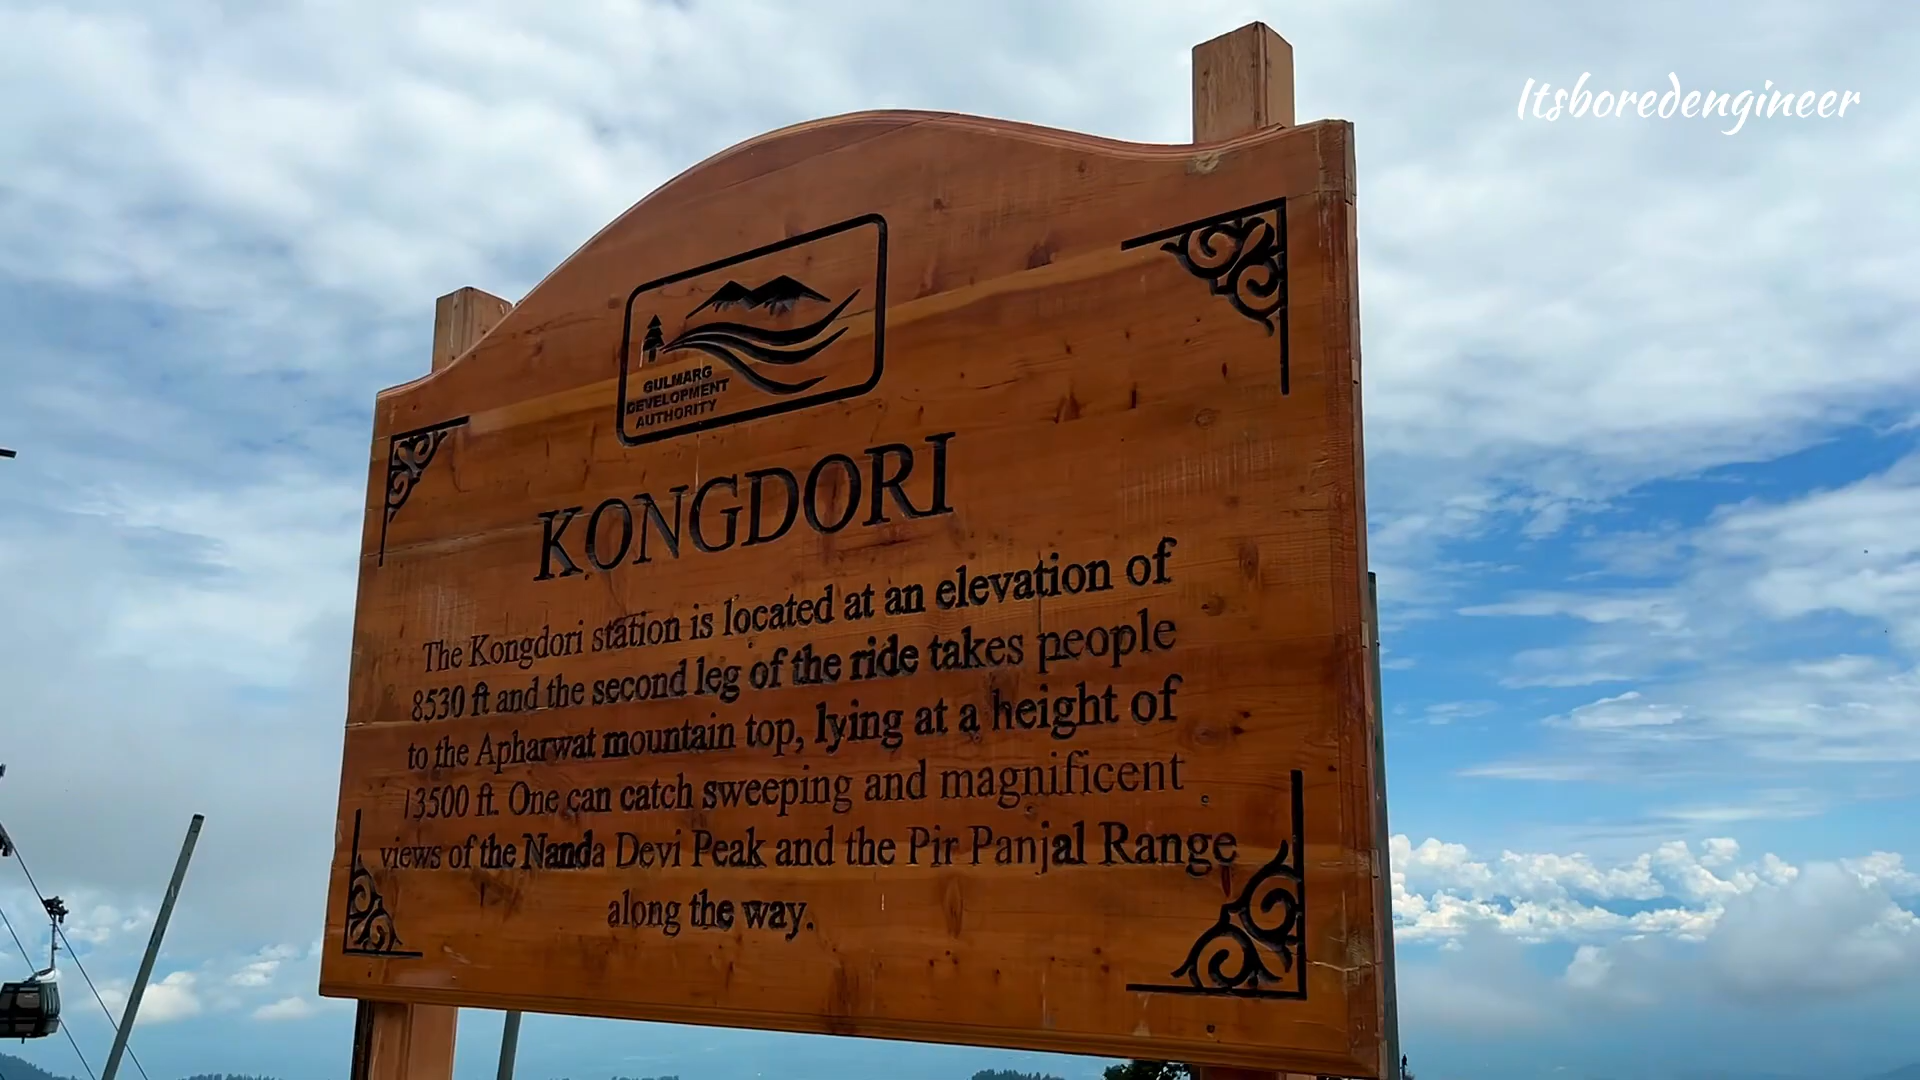 Itsboredengineer
GULMARG
DEVELOPMENT
AUTHORITY
KONGDORI
The Kongdori station is located at an elevation of
8530 ft and the second leg of the ride takes people
to the Apharwat mountain top, lying at a height of
13500 ft. One can catch sweeping and magnificent
views of the Nanda Devi Peak and the Pir Panjal Range
along the way.